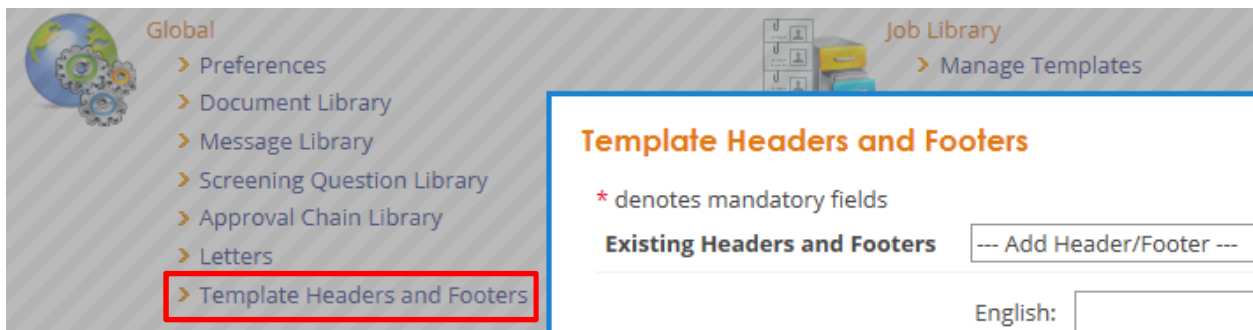 Global
Preferences
Document Library
Message Library
Screening Question Library
Approval Chain Library
Letters
Template Headers and Footers
Job Library
Manage Templates
Template Headers and Footers
* denotes mandatory fields
Existing Headers and Footers --- Add Header/Footer ---
English: